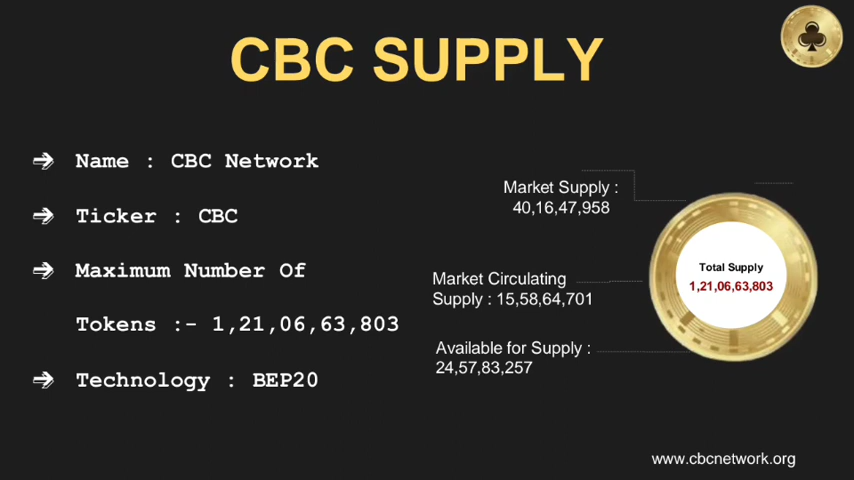 CBC SUPPLY
Name : CBC Network
Ticker : CBC
Maximum Number Of
Tokens :- 1,21,06,63,803
Technology : BEP20
Market Supply :
40,16,47,958
Market Circulating
Supply : 15,58,64,701
Available for Supply :
24,57,83,257
Total Supply
1,21,06,63,803
www.cbcnetwork.org